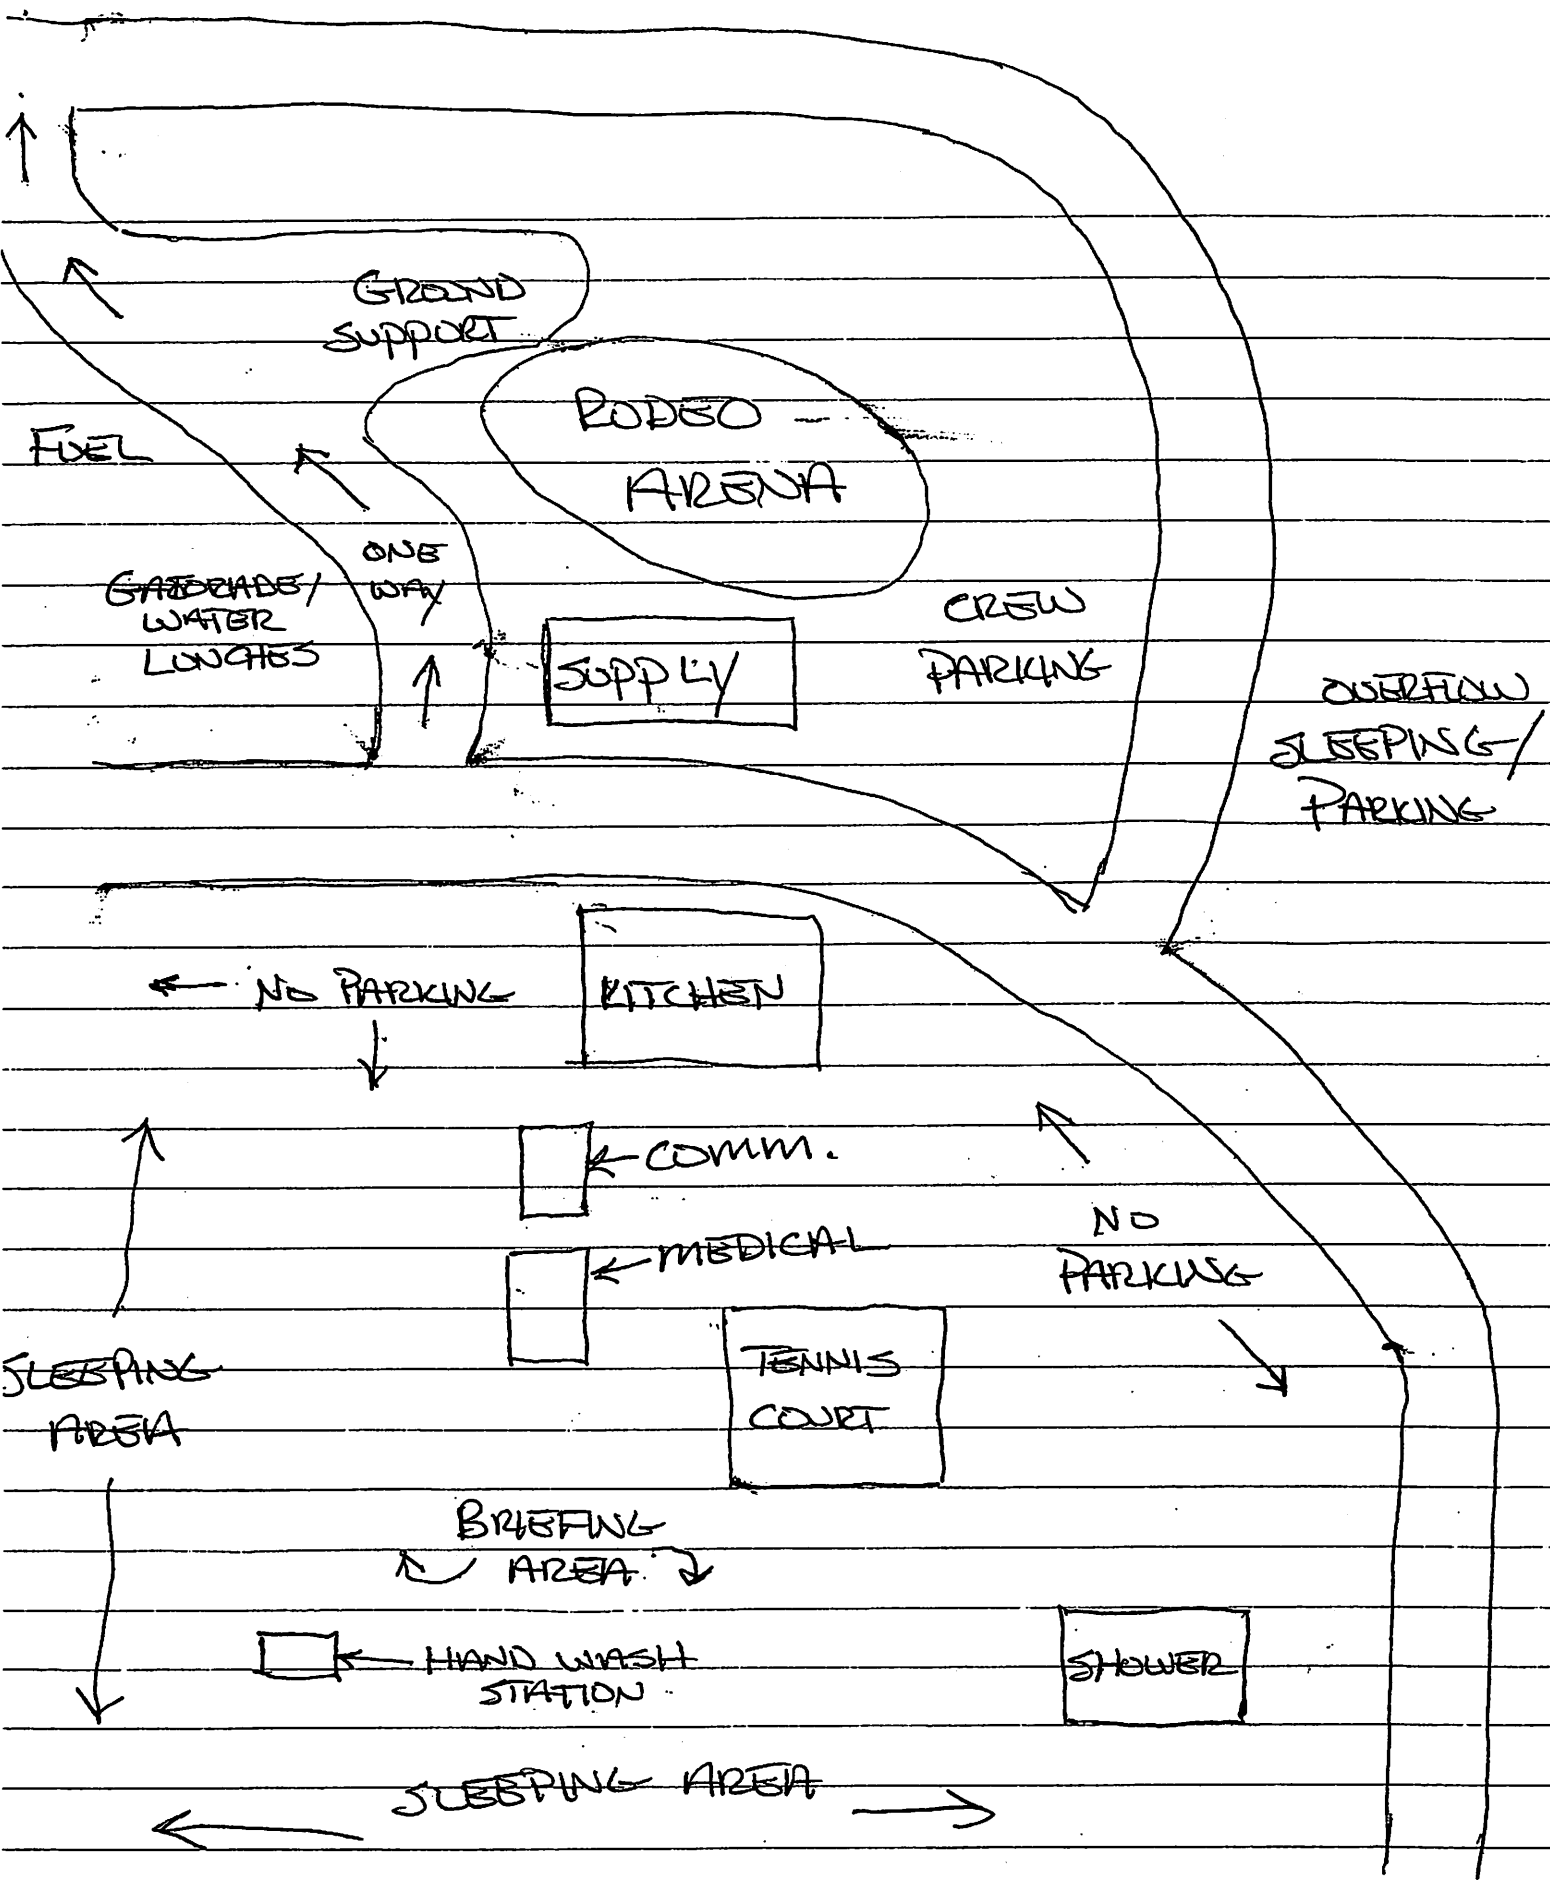 GROUND
SUPPORT
RODEO
ARENA
FUEL
ONE
WAY
GATORADE/
WATER
LUNCHES
SUPPLY
CREW
PARKING
OVERFLOW
SLEEPING/
PARKING
NO PARKING
KITCHEN
COMM.
MEDICAL
NO
PARKING
TENNIS
COURT
SLEEPING
AREA
BRIEFING
AREA
HAND WASH
STATION
SHOWER
SLEEPING AREA